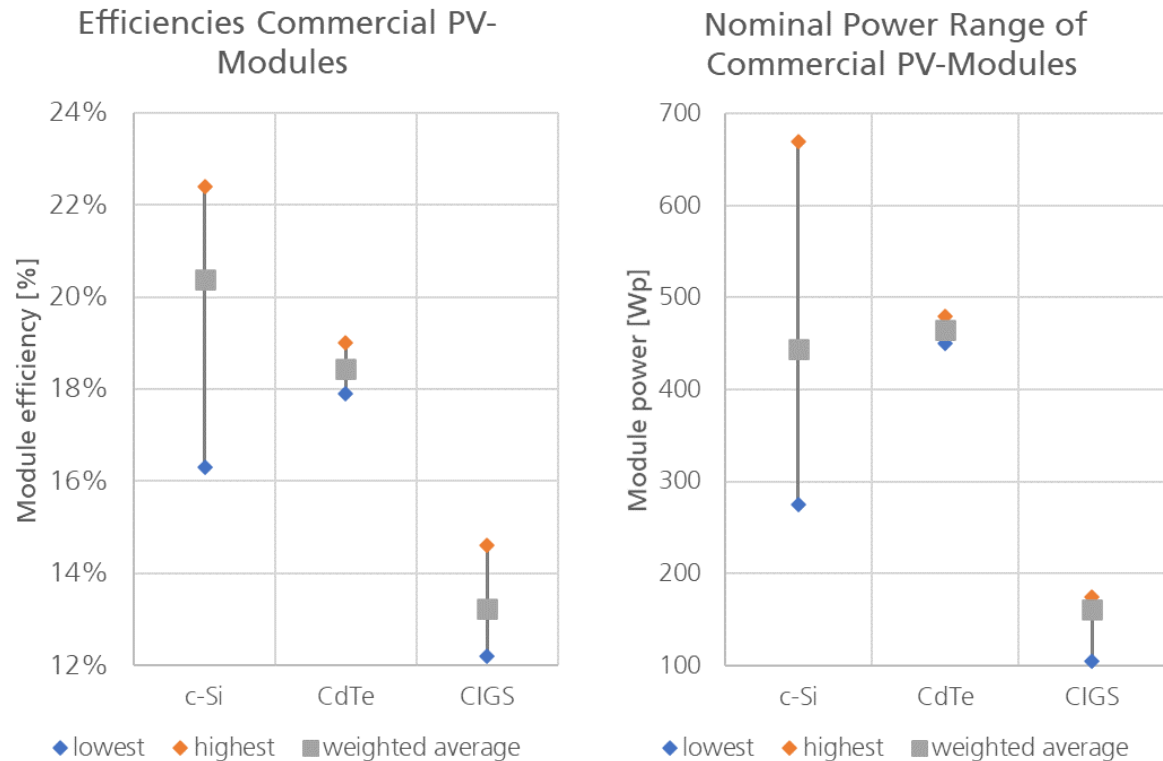 Efficiencies Commercial PV-
Modules
Module efficiency [%]
24%
22%
20%
18%
16%
14%
12%
c-Si CdTe CIGS
lowest highest weighted average
Nominal Power Range of
Commercial PV-Modules
Module power [Wp]
700
600
500
400
300
200
100
c-Si CdTe CIGS
lowest highest weighted average